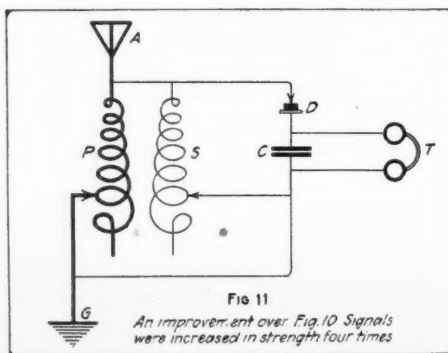 A
P
S
D
C
T
G
FIG 11
An improvement over Fig. 10 Signals
were increased in strength four times